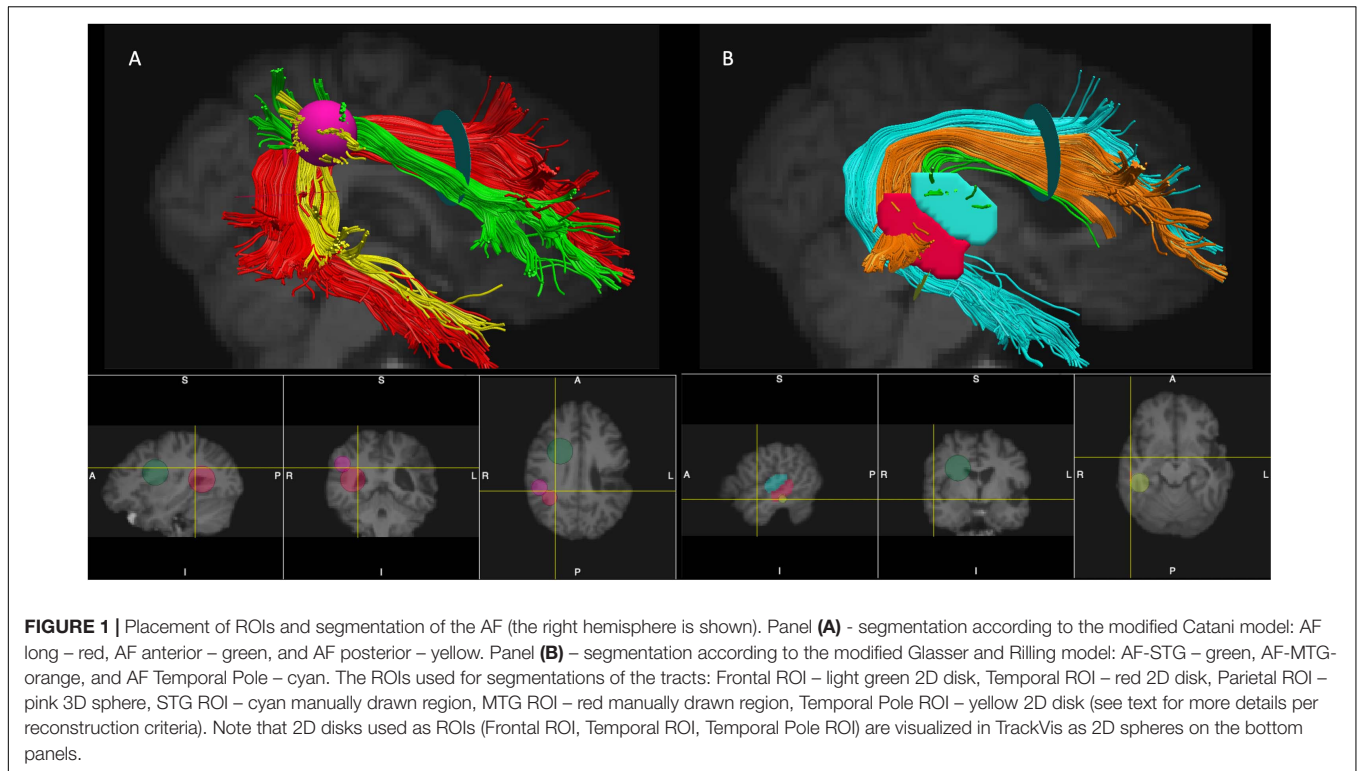 A
B
S S A S S A
A P R L R L A P R L R L
I I P I I P
FIGURE 1 | Placement of ROIs and segmentation of the AF (the right hemisphere is shown). Panel (A) - segmentation according to the modified Catani model: AF
long – red, AF anterior – green, and AF posterior – yellow. Panel (B) – segmentation according to the modified Glasser and Rilling model: AF-STG – green, AF-MTG-
orange, and AF Temporal Pole – cyan. The ROIs used for segmentations of the tracts: Frontal ROI – light green 2D disk, Temporal ROI – red 2D disk, Parietal ROI –
pink 3D sphere, STG ROI – cyan manually drawn region, MTG ROI – red manually drawn region, Temporal Pole ROI – yellow 2D disk (see text for more details per
reconstruction criteria). Note that 2D disks used as ROIs (Frontal ROI, Temporal ROI, Temporal Pole ROI) are visualized in TrackVis as 2D spheres on the bottom
panels.